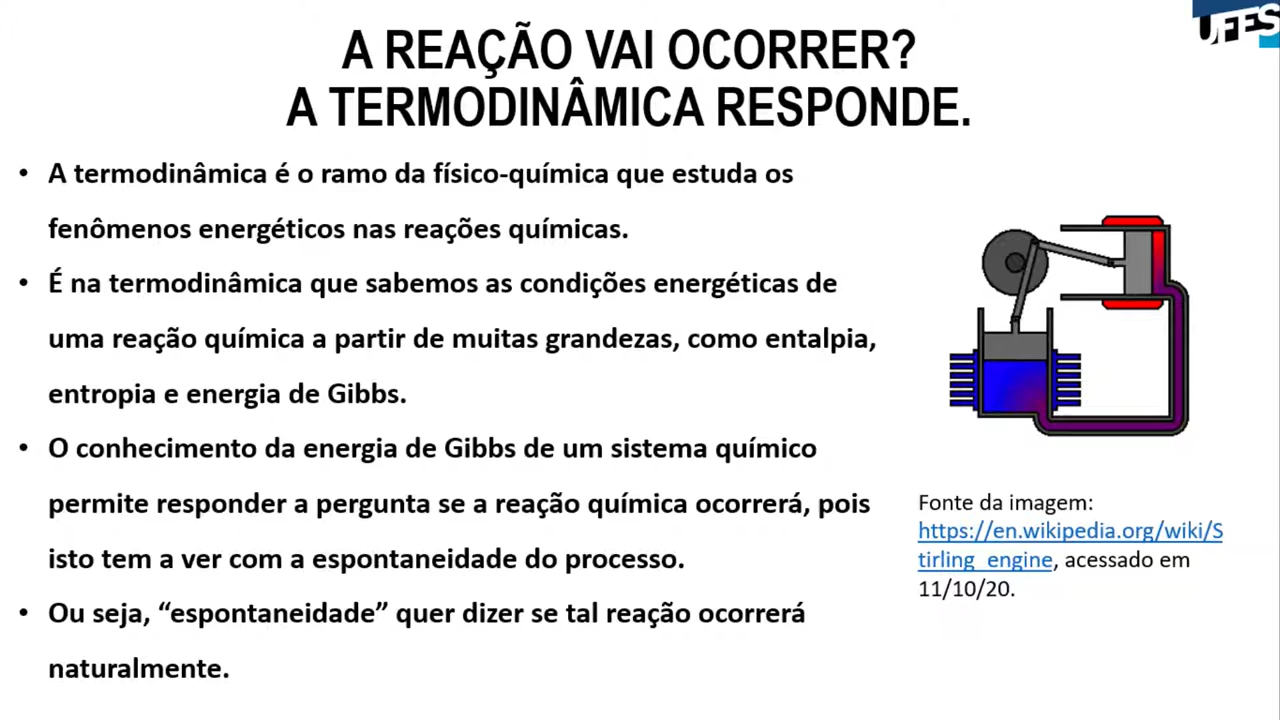 UFES
A REAÇÃO VAI OCORRER?
A TERMODINÂMICA RESPONDE.
• A termodinâmica é o ramo da físico-química que estuda os
fenômenos energéticos nas reações químicas.
• É na termodinâmica que sabemos as condições energéticas de
uma reação química a partir de muitas grandezas, como entalpia,
entropia e energia de Gibbs.
• O conhecimento da energia de Gibbs de um sistema químico
permite responder a pergunta se a reação química ocorrerá, pois
isto tem a ver com a espontaneidade do processo.
• Ou seja, “espontaneidade” quer dizer se tal reação ocorrerá
naturalmente.
Fonte da imagem:
https://en.wikipedia.org/wiki/S
tirling_engine, acessado em
11/10/20.